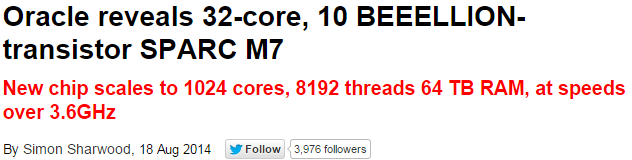 Oracle reveals 32-core, 10 BEEELLION-
transistor SPARC M7
New chip scales to 1024 cores, 8192 threads 64 TB RAM, at speeds
over 3.6GHz
By Simon Sharwood, 18 Aug 2014 Follow 3,976 followers